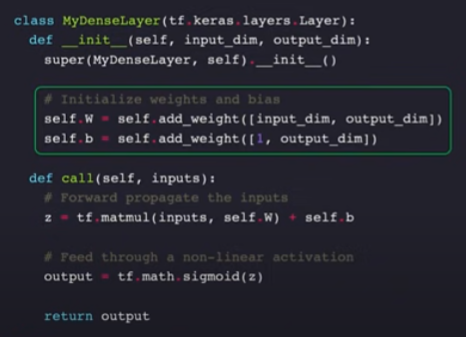 class MyDenseLayer(tf.keras.layers.Layer):
def __init__(self, input_dim, output_dim):
super(MyDenseLayer, self).__init__()
# Initialize weights and bias
self.W = self.add_weight([input_dim, output_dim])
self.b = self.add_weight([1, output_dim])
def call(self, inputs):
# Forward propagate the inputs
z = tf.matmul(inputs, self.W) + self.b
# Feed through a non-linear activation
output = tf.math.sigmoid(z)
return output